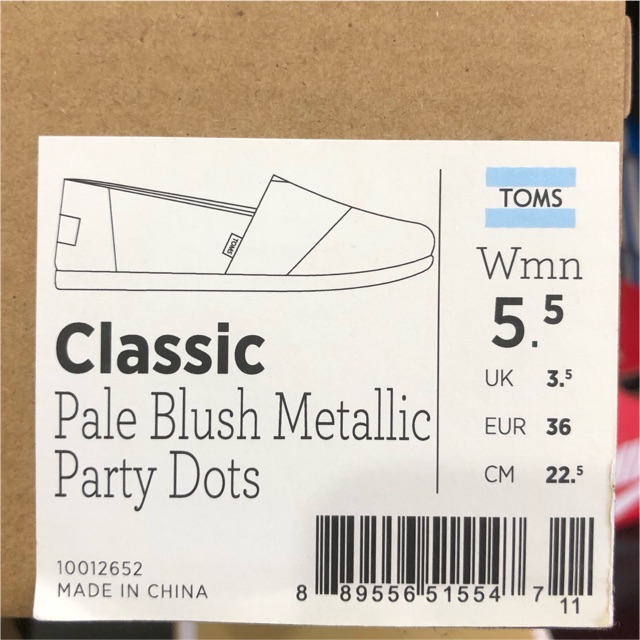 TOMS
TOMS
Wmn
5.5
UK 3.5
EUR 36
CM 22.5
Classic
Pale Blush Metallic
Party Dots
10012652
MADE IN CHINA
8 89556 51554 7
11